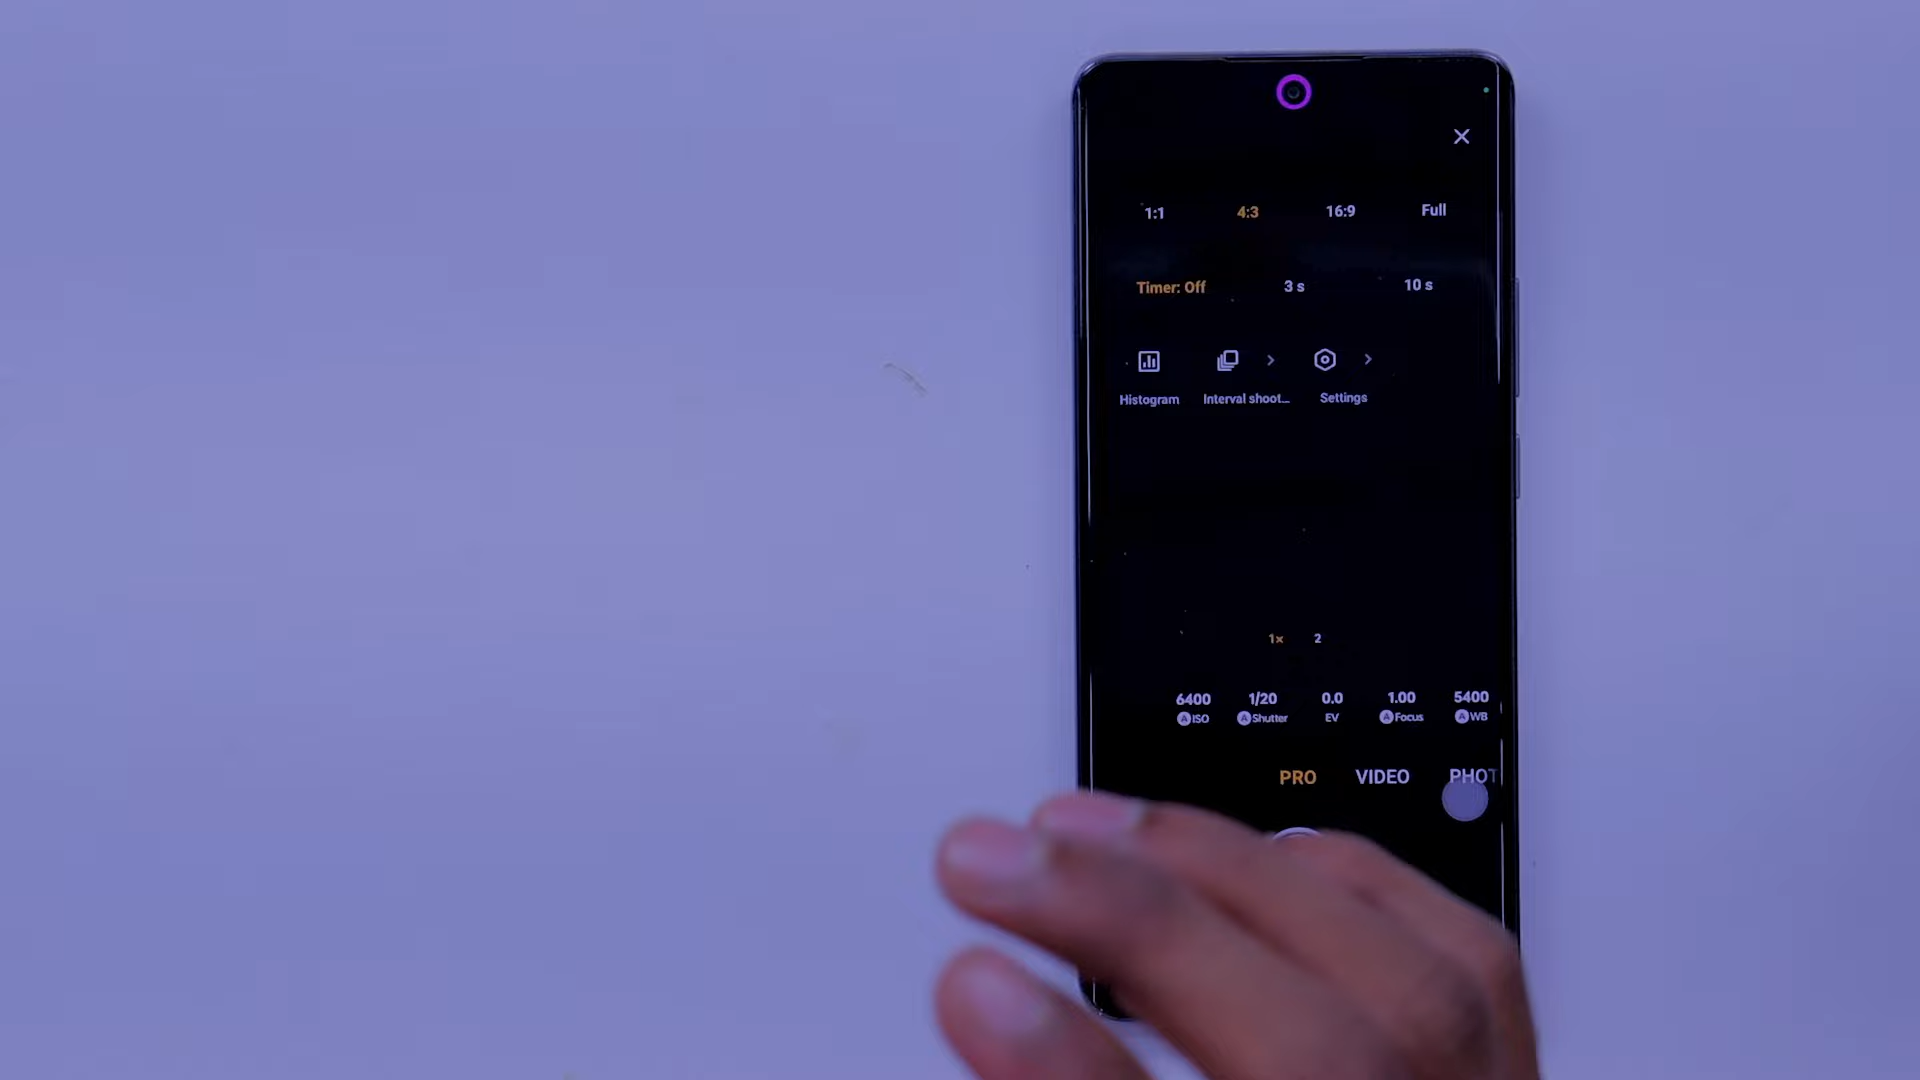 1:1 4:3 16:9 Full
Timer: Off 3 s 10 s
Histogram Interval shoot... Settings
1× 2
6400 1/20 0.0 1.00 5400
A ISO A Shutter EV A Focus A WB
PRO VIDEO PHOT